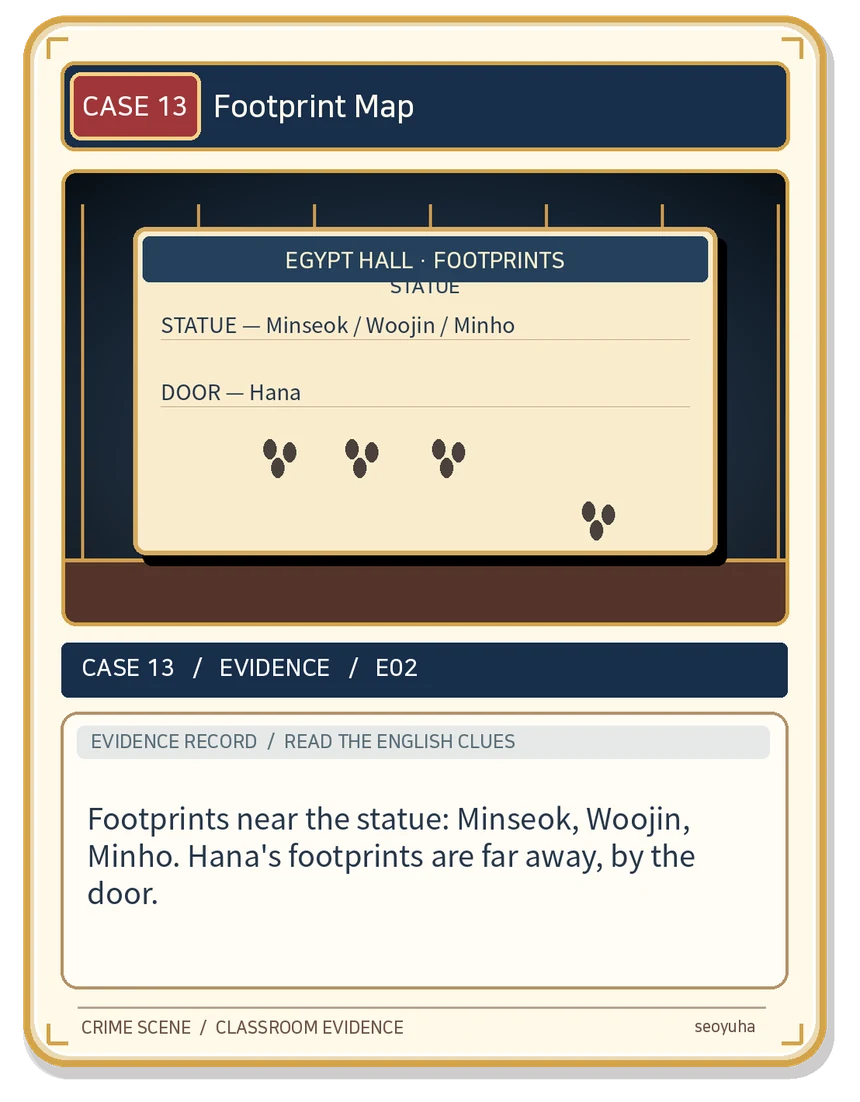 CASE 13 Footprint Map
EGYPT HALL · FOOTPRINTS
STATUE
STATUE — Minseok / Woojin / Minho
DOOR — Hana
CASE 13 / EVIDENCE / E02
EVIDENCE RECORD / READ THE ENGLISH CLUES
Footprints near the statue: Minseok, Woojin,
Minho. Hana's footprints are far away, by the
door.
CRIME SCENE / CLASSROOM EVIDENCE seoyuha